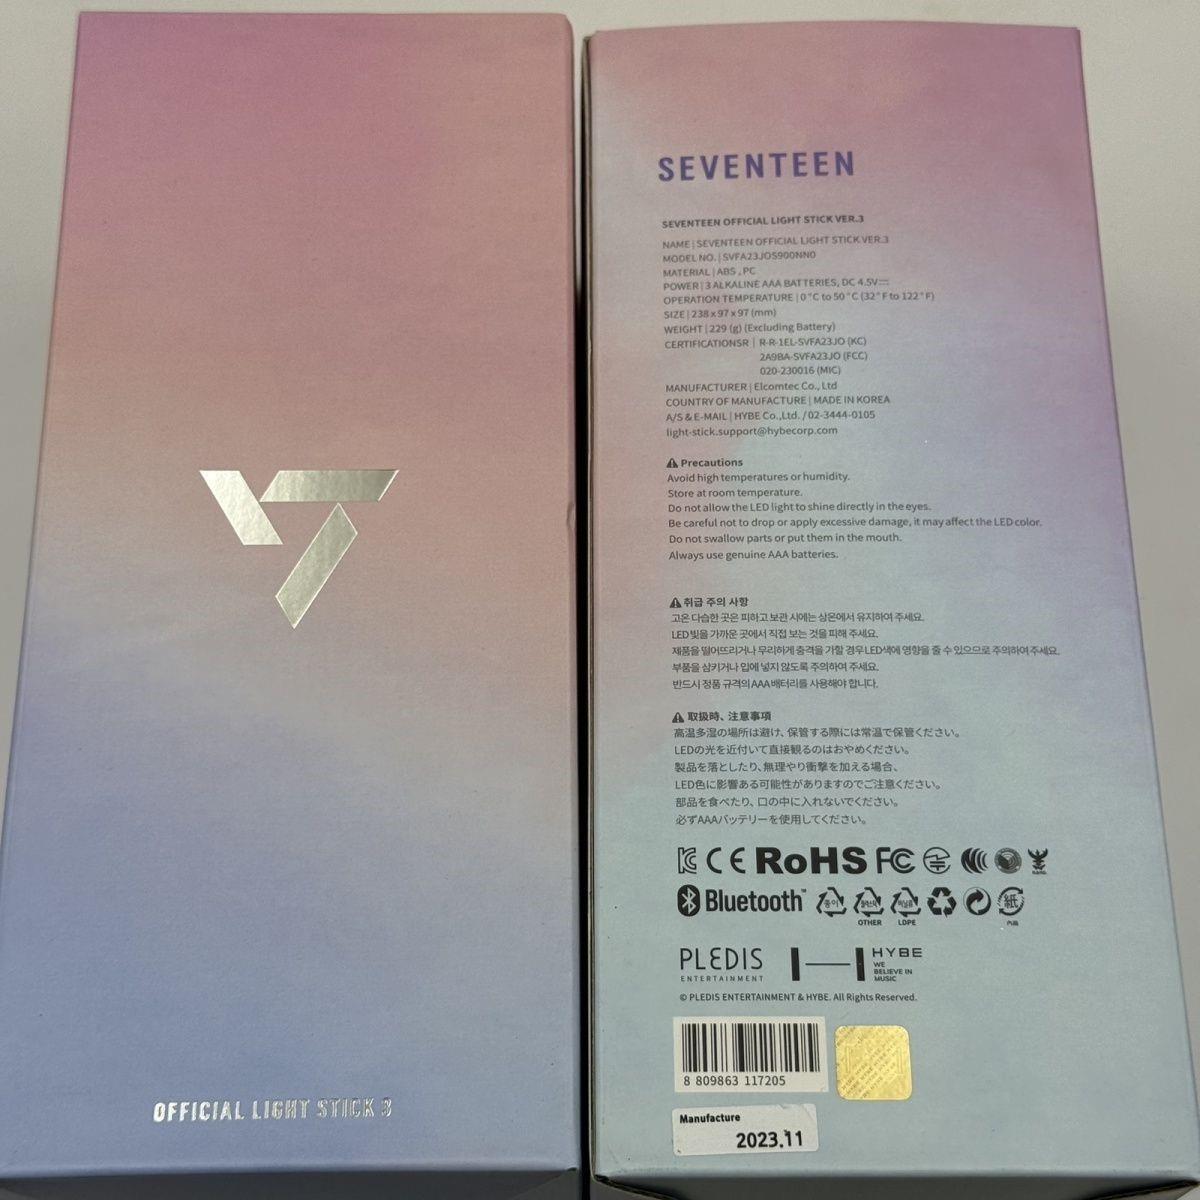 OFFICIAL LIGHT STICK 3
SEVENTEEN
SEVENTEEN OFFICIAL LIGHT STICK VER.3
NAME | SEVENTEEN OFFICIAL LIGHT STICK VER.3
MODEL NO. | SVFA23JOS900NN0
MATERIAL | ABS , PC
POWER | 3 ALKALINE AAA BATTERIES, DC 4.5V⎓
OPERATION TEMPERATURE | 0°C to 50°C (32°F to 122°F)
SIZE | 238 x 97 x 97 (mm)
WEIGHT | 229 (g) (Excluding Battery)
CERTIFICATIONSR | R-R-1EL-SVFA23JO (KC)
2A9BA-SVFA23JO (FCC)
020-230016 (MIC)
MANUFACTURER | Elcomtec Co., Ltd
COUNTRY OF MANUFACTURE | MADE IN KOREA
A/S & E-MAIL | HYBE Co.,Ltd. / 02-3444-0105
light-stick.support@hybecorp.com
⚠ Precautions
Avoid high temperatures or humidity.
Store at room temperature.
Do not allow the LED light to shine directly in the eyes.
Be careful not to drop or apply excessive damage, it may affect the LED color.
Do not swallow parts or put them in the mouth.
Always use genuine AAA batteries.
⚠ 취급 주의 사항
고온 다습한 곳은 피하고 보관 시에는 상온에서 유지하여 주세요.
LED 빛을 가까운 곳에서 직접 보는 것을 피해 주세요.
제품을 떨어뜨리거나 무리하게 충격을 가할 경우 LED색에 영향을 줄 수 있으므로 주의하여 주세요.
부품을 삼키거나 입에 넣지 않도록 주의하여 주세요.
반드시 정품 규격의 AAA 배터리를 사용해야 합니다.
⚠ 取扱時、注意事項
高温多湿の場所は避け、保管する際には常温で保管ください。
LEDの光を近付いて直接観るのはおやめください。
製品を落としたり、無理やり衝撃を加える場合、
LED色に影響ある可能性がありますのでご注意ください。
部品を食べたり、口の中に入れないでください。
必ずAAAバッテリーを使用してください。
CE RoHS FC
Bluetooth™ 종이 플라스틱 비닐류 紙
OTHER LDPE
PLEDIS HYBE
ENTERTAINMENT WE
BELIEVE IN
MUSIC
© PLEDIS ENTERTAINMENT & HYBE. All Rights Reserved.
8 809863 117205
Manufacture
2023.11